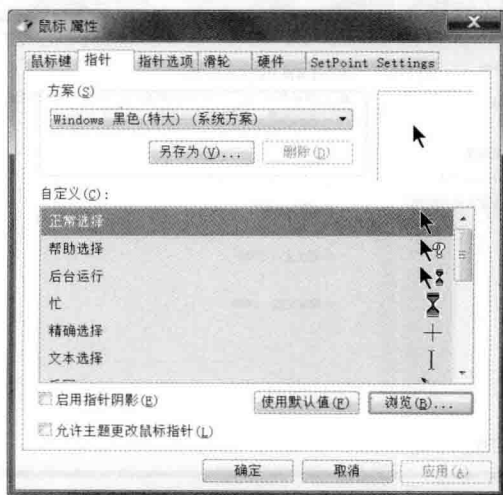 鼠标 属性
鼠标键 指针 指针选项 滑轮 硬件 SetPoint Settings
方案(S)
Windows 黑色(特大) (系统方案)
另存为(V)... 删除(D)
自定义(C):
正常选择
帮助选择
后台运行
忙
精确选择
文本选择
启用指针阴影(E) 使用默认值(F) 浏览(B)...
允许主题更改鼠标指针(L)
确定 取消 应用(A)